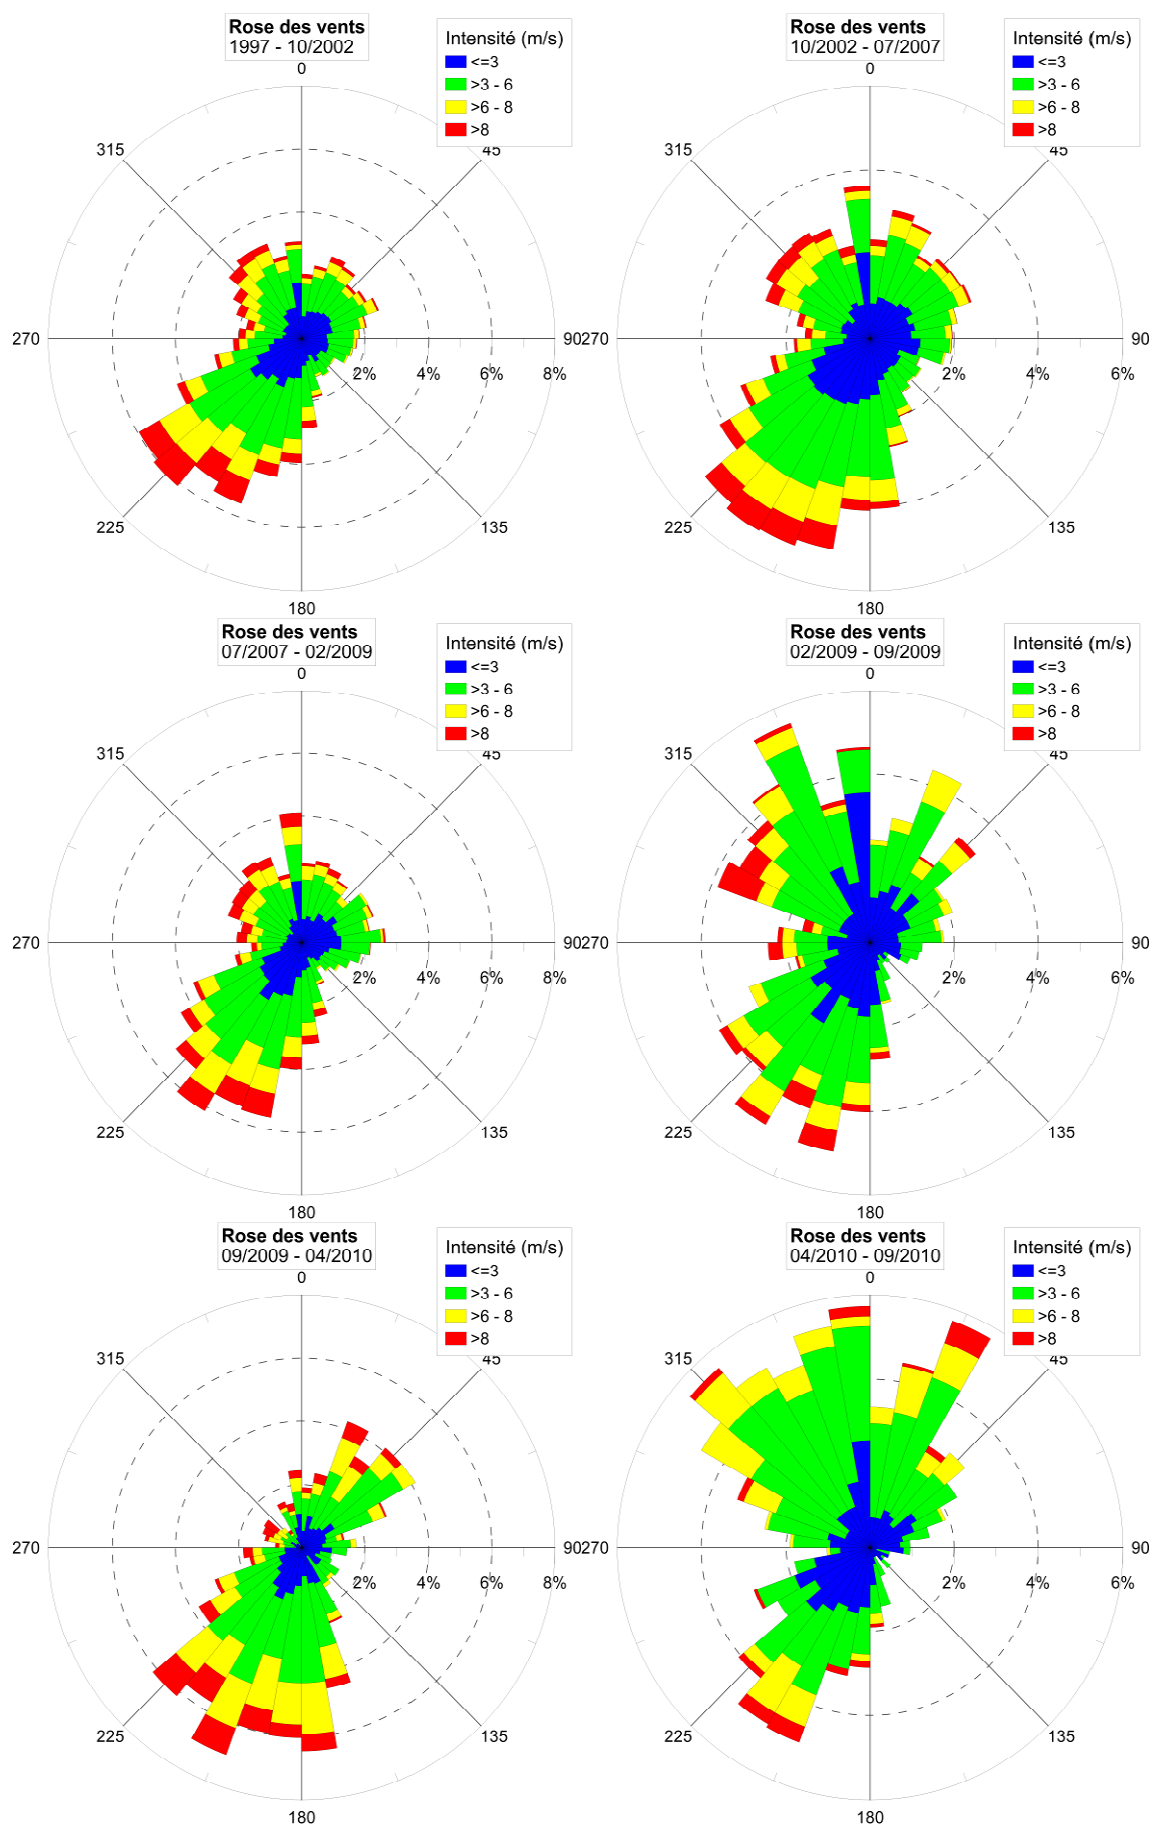 Rose des vents
1997 - 10/2002
Intensité (m/s)
<=3
>3 - 6
>6 - 8
>8
0
45
90
135
180
225
270
315
2%
4%
6%
8%
Rose des vents
10/2002 - 07/2007
Intensité (m/s)
<=3
>3 - 6
>6 - 8
>8
0
45
90
135
180
225
270
315
2%
4%
6%
Rose des vents
07/2007 - 02/2009
Intensité (m/s)
<=3
>3 - 6
>6 - 8
>8
0
45
90
135
180
225
270
315
2%
4%
6%
8%
Rose des vents
02/2009 - 09/2009
Intensité (m/s)
<=3
>3 - 6
>6 - 8
>8
0
45
90
135
180
225
270
315
2%
4%
6%
Rose des vents
09/2009 - 04/2010
Intensité (m/s)
<=3
>3 - 6
>6 - 8
>8
0
45
90
135
180
225
270
315
2%
4%
6%
8%
Rose des vents
04/2010 - 09/2010
Intensité (m/s)
<=3
>3 - 6
>6 - 8
>8
0
45
90
135
180
225
270
315
2%
4%
6%